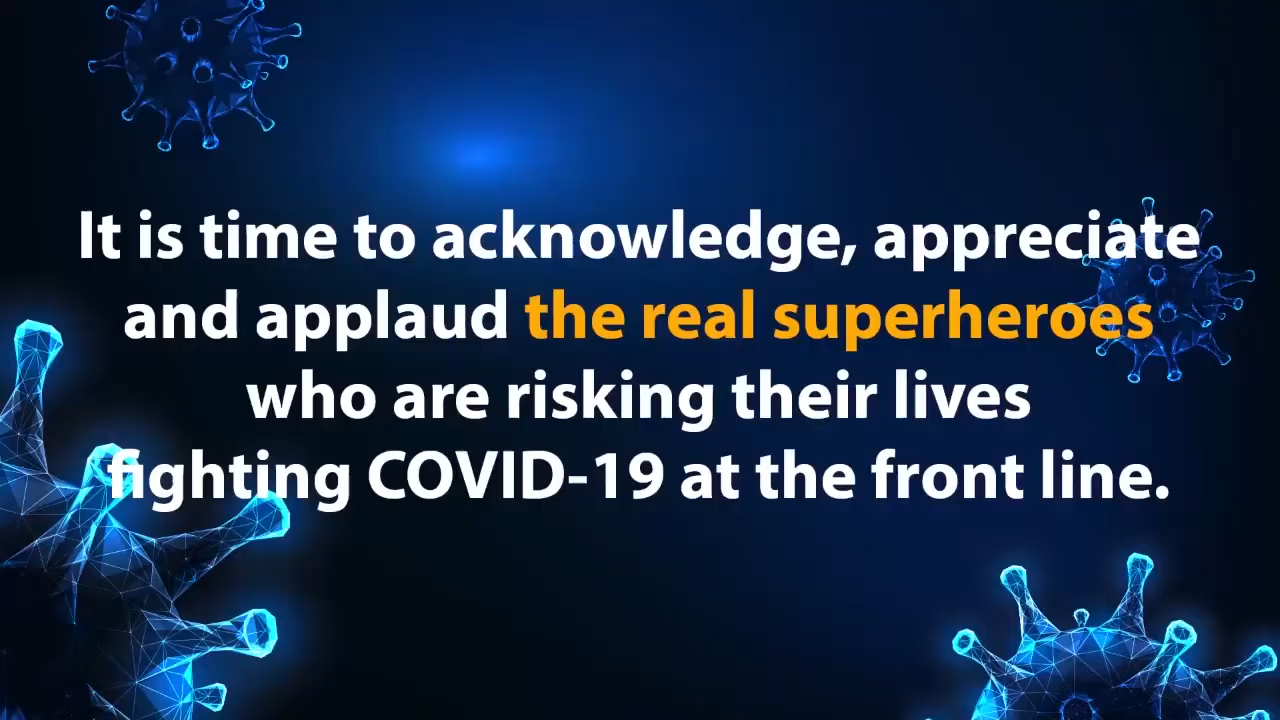 It is time to acknowledge, appreciate
and applaud the real superheroes
who are risking their lives
fighting COVID-19 at the front line.